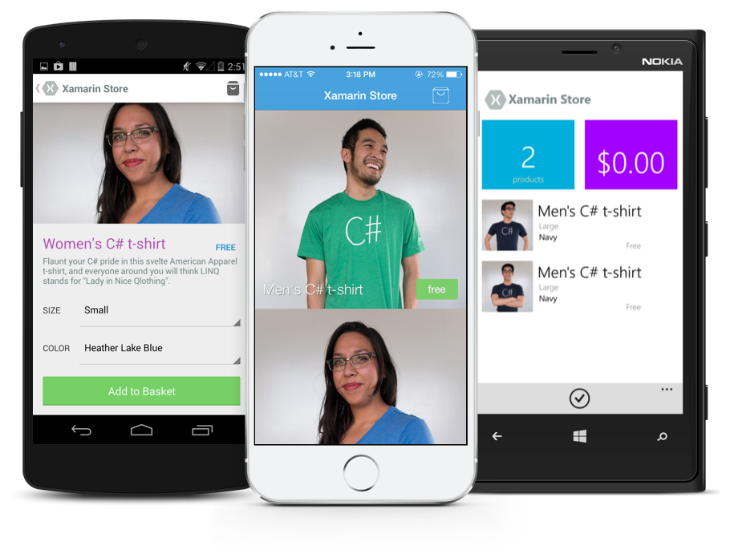 2:51
Xamarin Store
Women's C# t-shirt
FREE
Flaunt your C# pride in this svelte American Apparel
t-shirt, and everyone around you will think LINQ
stands for "Lady in Nice Qlothing".
SIZE
Small
COLOR
Heather Lake Blue
Add to Basket
AT&T
3:18 PM
72%
Xamarin Store
C#
Men's C# t-shirt
free
NOKIA
Xamarin Store
2
products
$0.00
C#
Men's C# t-shirt
Large
Navy
Free
C#
Men's C# t-shirt
Large
Navy
Free